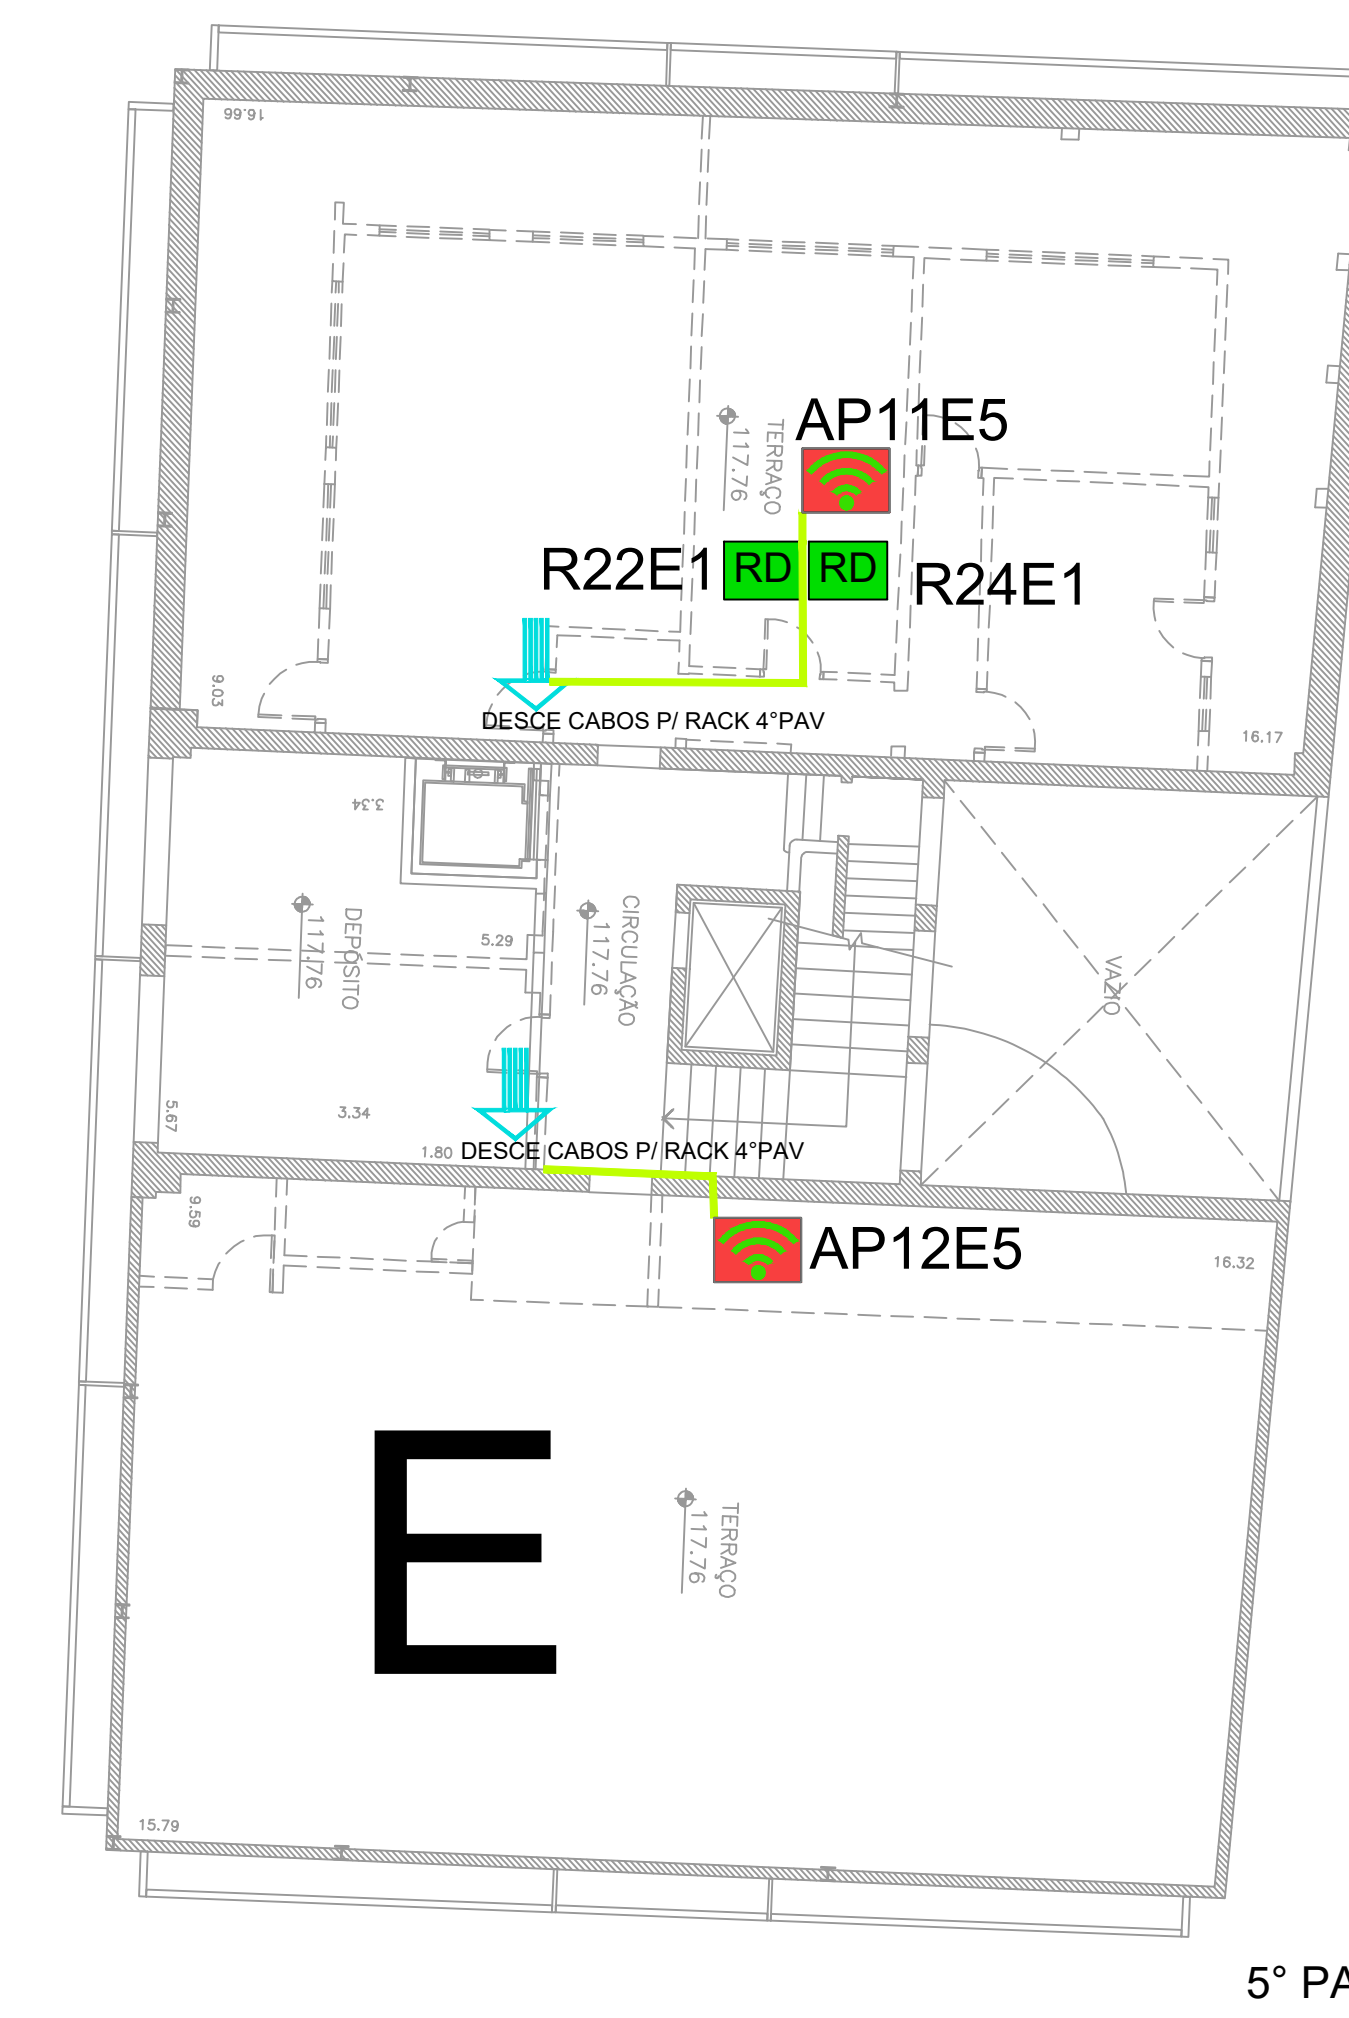 16.66
AP11E5
TERRAÇO
117.76
R22E1
RD
RD
R24E1
9.03
DESCE CABOS P/ RACK 4°PAV
16.17
3.34
DEPÓSITO
117.76
5.29
CIRCULAÇÃO
117.76
VAZIO
5.67
3.34
1.80
DESCE CABOS P/ RACK 4°PAV
9.59
AP12E5
16.32
E
TERRAÇO
117.76
15.79
5° PA